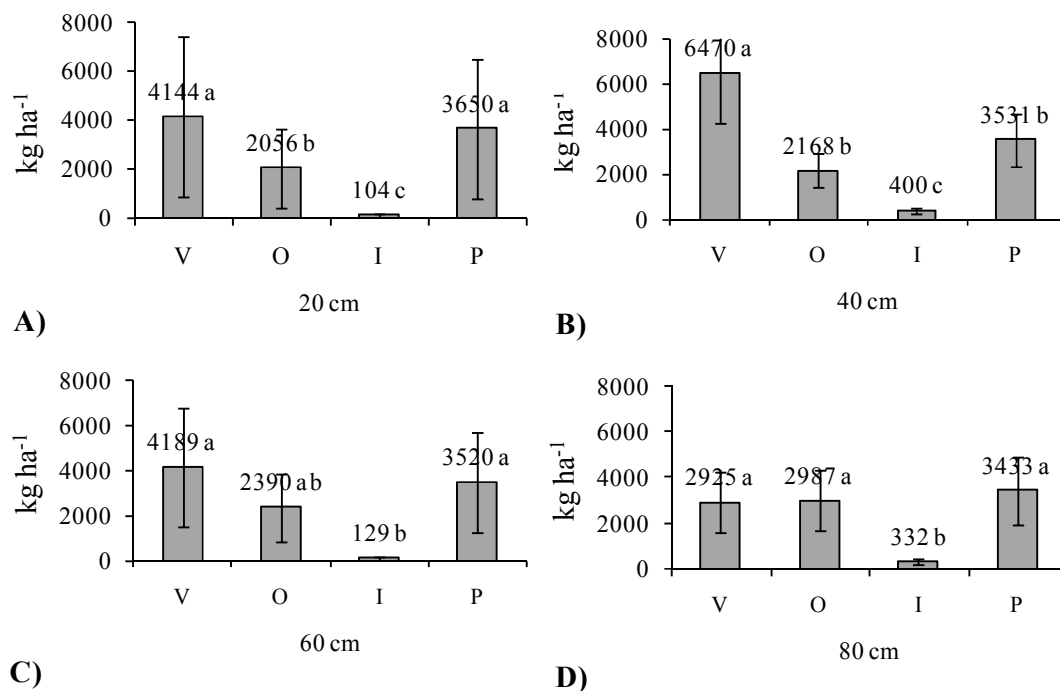 8000
6000
4000
2000
0
kg ha⁻¹
4144 a
2056 b
104 c
3650 a
V O I P
20 cm
A)
8000
6000
4000
2000
0
kg ha⁻¹
6470 a
2168 b
400 c
3531 b
V O I P
40 cm
B)
8000
6000
4000
2000
0
kg ha⁻¹
4189 a
2390 ab
129 b
3520 a
V O I P
60 cm
C)
8000
6000
4000
2000
0
kg ha⁻¹
2925 a
2987 a
332 b
3433 a
V O I P
80 cm
D)